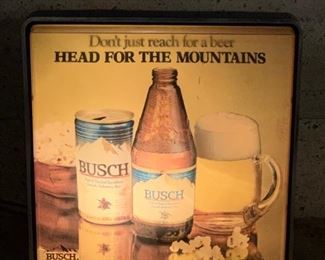 Don't just reach for a beer
HEAD FOR THE MOUNTAINS
BUSCH
BUSCH
BUSCH